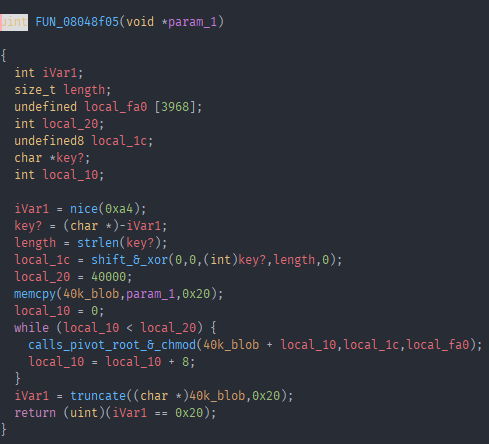 uint FUN_08048f05(void *param_1)
{
int iVar1;
size_t length;
undefined local_fa0 [3968];
int local_20;
undefined8 local_1c;
char *key?;
int local_10;
iVar1 = nice(0xa4);
key? = (char *)-iVar1;
length = strlen(key?);
local_1c = shift_&_xor(0,0,(int)key?,length,0);
local_20 = 40000;
memcpy(40k_blob,param_1,0x20);
local_10 = 0;
while (local_10 < local_20) {
calls_pivot_root_&_chmod(40k_blob + local_10,local_1c,local_fa0);
local_10 = local_10 + 8;
}
iVar1 = truncate((char *)40k_blob,0x20);
return (uint)(iVar1 == 0x20);
}